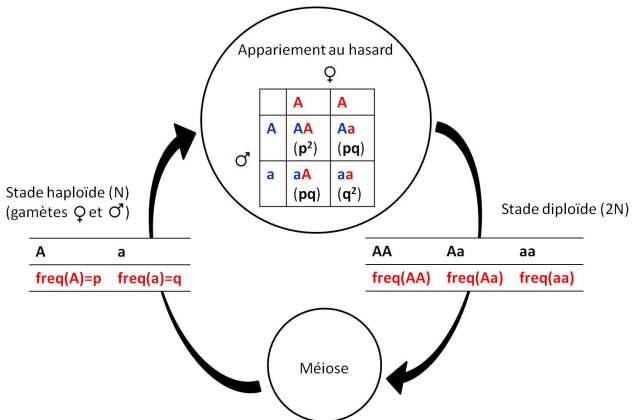 Appariement au hasard
♀
A A
A AA Aa
(p²) (pq)
♂
a aA aa
(pq) (q²)
Stade haploïde (N)
(gamètes ♀ et ♂)
A a
freq(A)=p freq(a)=q
Stade diploïde (2N)
AA Aa aa
freq(AA) freq(Aa) freq(aa)
Méiose